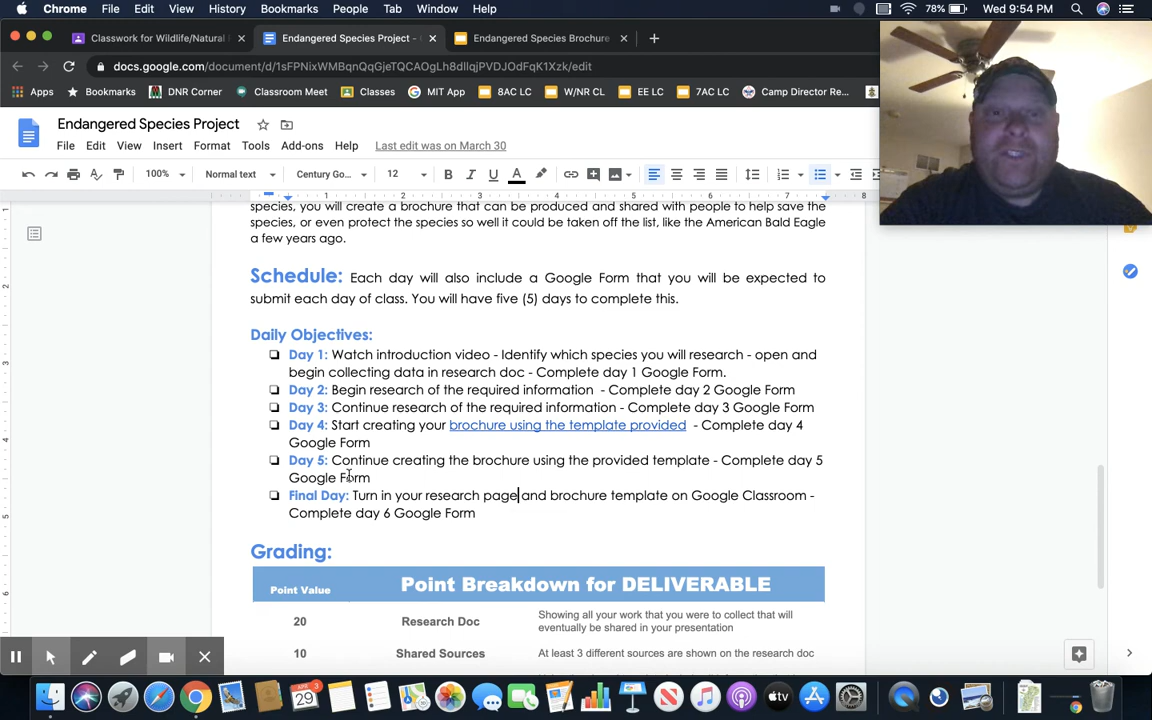 Chrome File Edit View History Bookmarks People Tab Window Help 78% Wed 9:54 PM
Classwork for Wildlife/Natural Endangered Species Project - Endangered Species Brochure
docs.google.com/document/d/1sFPNixWMBqnQqGjeTQCAOgLh8dllqjPVDJOdFqK1Xzk/edit
Apps Bookmarks DNR Corner Classroom Meet Classes MIT App 8AC LC W/NR CL EE LC 7AC LC Camp Director Re...
Endangered Species Project
File Edit View Insert Format Tools Add-ons Help Last edit was on March 30
100% Normal text Century Go... 12 B I U A
1 2 3 4 5 6 7 8
species, you will create a brochure that can be produced and shared with people to help save the
species, or even protect the species so well it could be taken off the list, like the American Bald Eagle
a few years ago.
Schedule: Each day will also include a Google Form that you will be expected to
submit each day of class. You will have five (5) days to complete this.
Daily Objectives:
Day 1: Watch introduction video - Identify which species you will research - open and
begin collecting data in research doc - Complete day 1 Google Form.
Day 2: Begin research of the required information - Complete day 2 Google Form
Day 3: Continue research of the required information - Complete day 3 Google Form
Day 4: Start creating your brochure using the template provided - Complete day 4
Google Form
Day 5: Continue creating the brochure using the provided template - Complete day 5
Google Form
Final Day: Turn in your research page and brochure template on Google Classroom -
Complete day 6 Google Form
Grading:
Point Value Point Breakdown for DELIVERABLE
20 Research Doc Showing all your work that you were to collect that will
eventually be shared in your presentation
10 Shared Sources At least 3 different sources are shown on the research doc
APR 29 tv